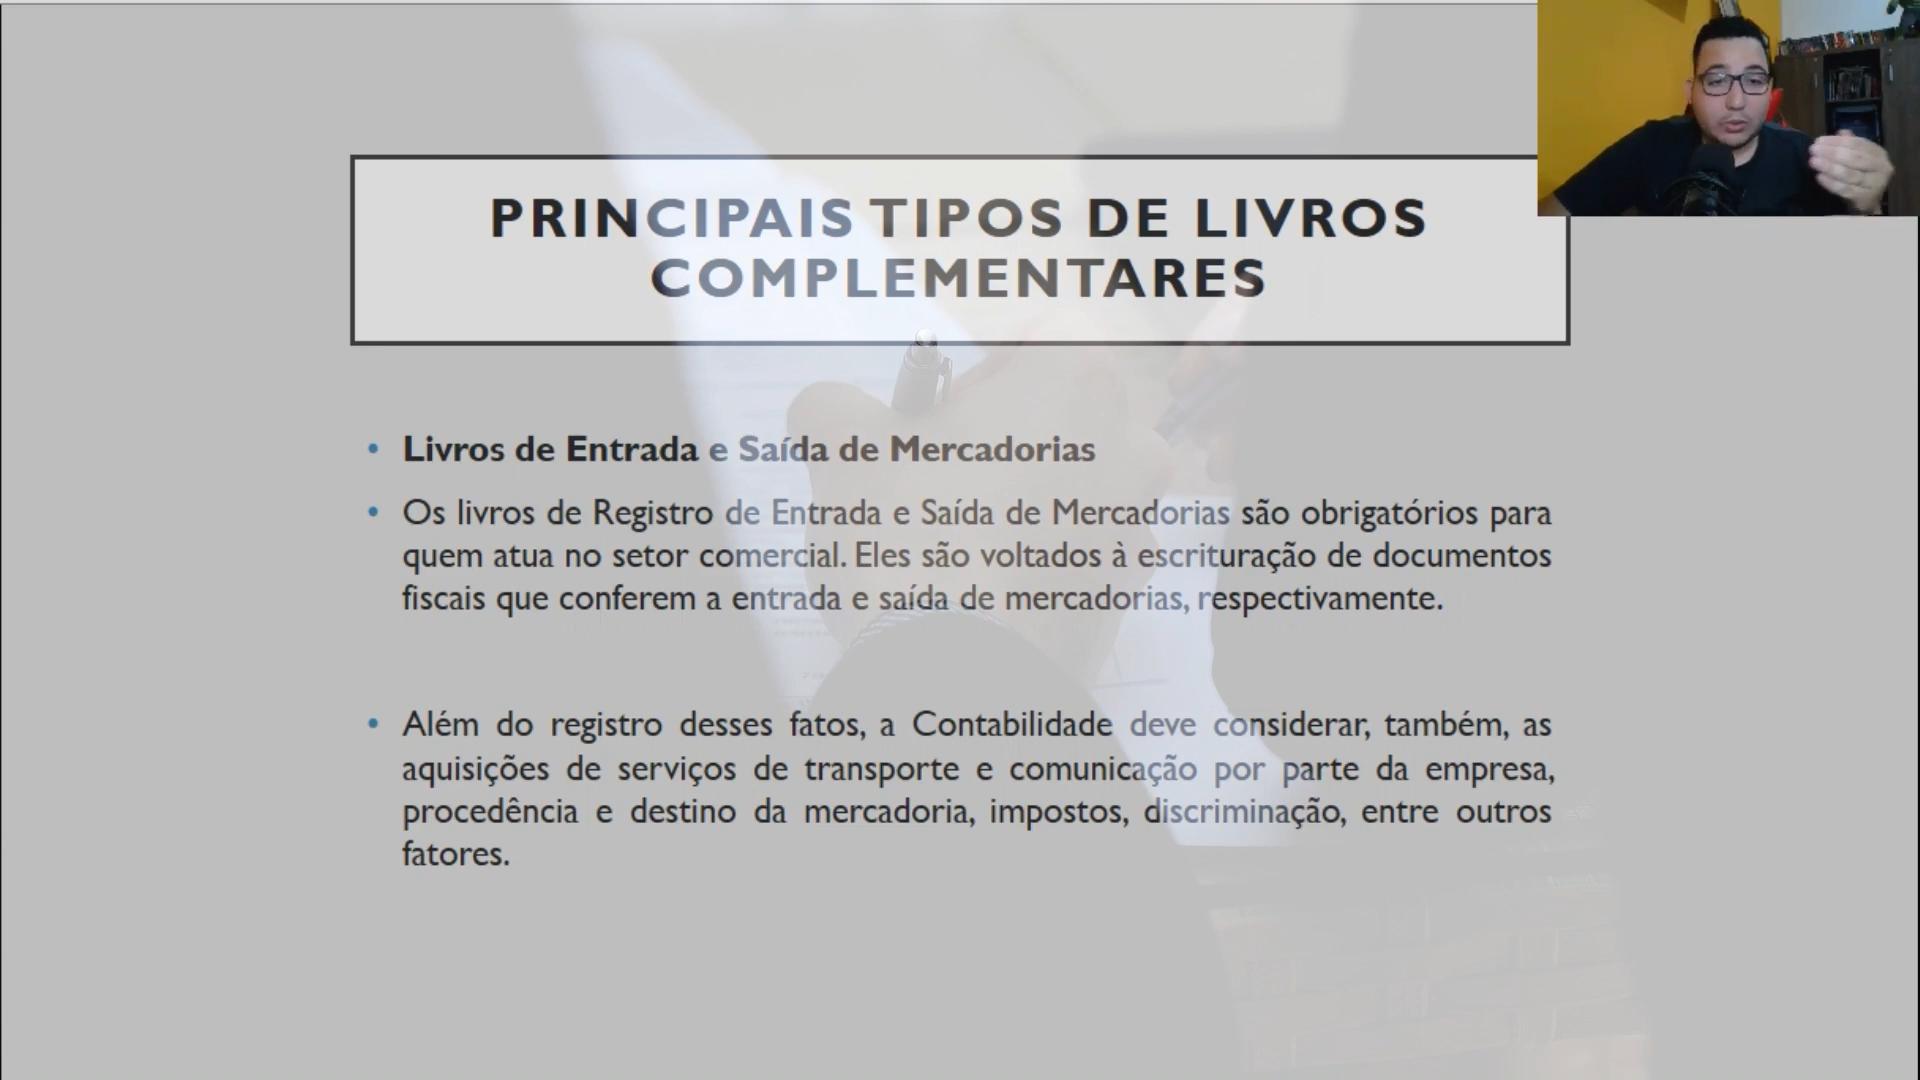 PRINCIPAIS TIPOS DE LIVROS
COMPLEMENTARES
• Livros de Entrada e Saída de Mercadorias
• Os livros de Registro de Entrada e Saída de Mercadorias são obrigatórios para
quem atua no setor comercial. Eles são voltados à escrituração de documentos
fiscais que conferem a entrada e saída de mercadorias, respectivamente.
• Além do registro desses fatos, a Contabilidade deve considerar, também, as
aquisições de serviços de transporte e comunicação por parte da empresa,
procedência e destino da mercadoria, impostos, discriminação, entre outros
fatores.